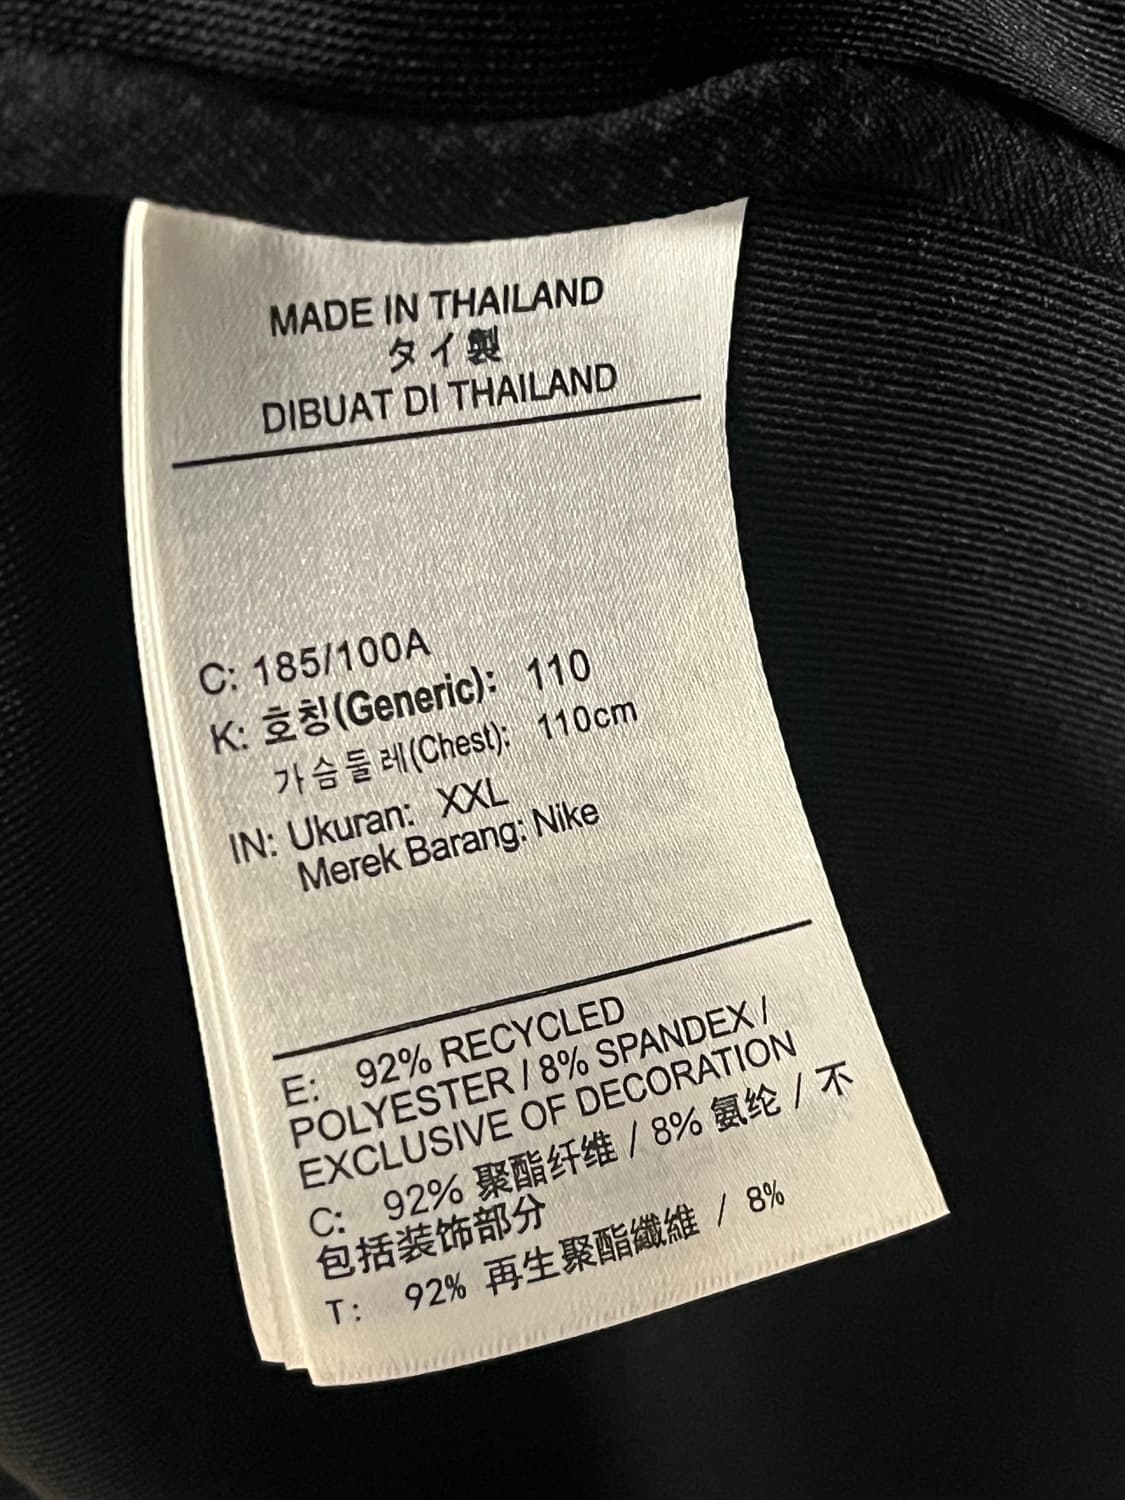 MADE IN THAILAND
タイ製
DIBUAT DI THAILAND
C: 185/100A
K: 호칭(Generic): 110
가슴둘레(Chest): 110cm
IN: Ukuran: XXL
Merek Barang: Nike
E: 92% RECYCLED
POLYESTER / 8% SPANDEX /
EXCLUSIVE OF DECORATION
C: 92% 聚酯纤维 / 8% 氨纶 / 不
包括装饰部分
T: 92% 再生聚酯纖維 / 8%